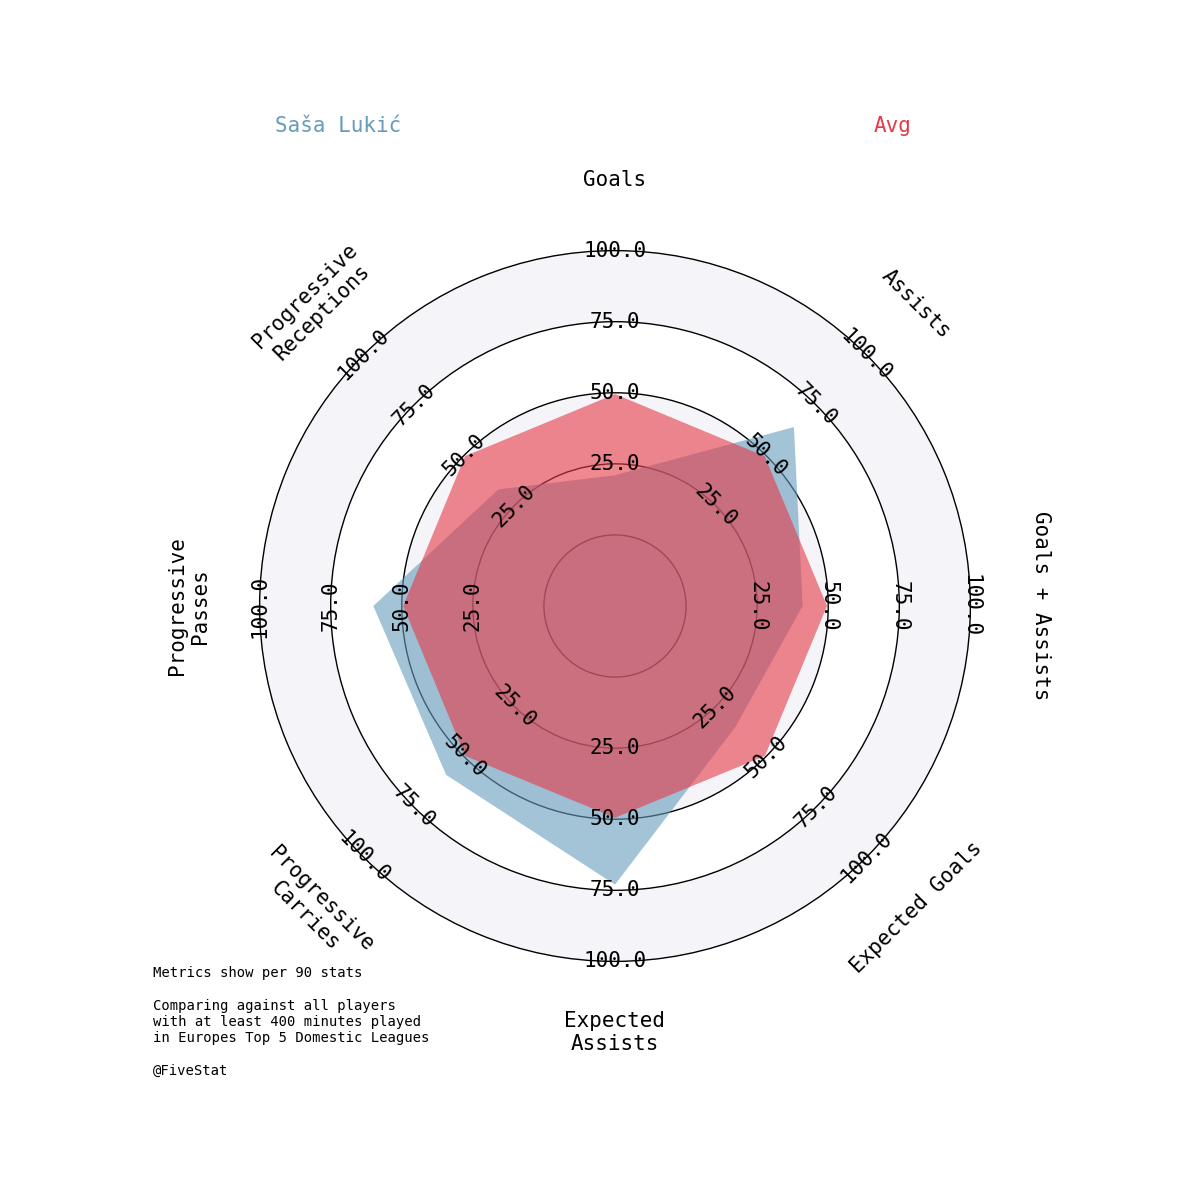 Saša Lukić
Avg
Goals
Progressive
Receptions
Assists
100.0
100.0
100.0
75.0
75.0
75.0
50.0
50.0
50.0
25.0
25.0
25.0
Progressive
Passes
100.0
75.0
50.0
25.0
25.0
50.0
75.0
100.0
Goals + Assists
25.0
25.0
25.0
50.0
50.0
50.0
75.0
75.0
75.0
100.0
100.0
100.0
Progressive
Carries
Expected Goals
Expected
Assists
Metrics show per 90 stats
Comparing against all players
with at least 400 minutes played
in Europes Top 5 Domestic Leagues
@FiveStat